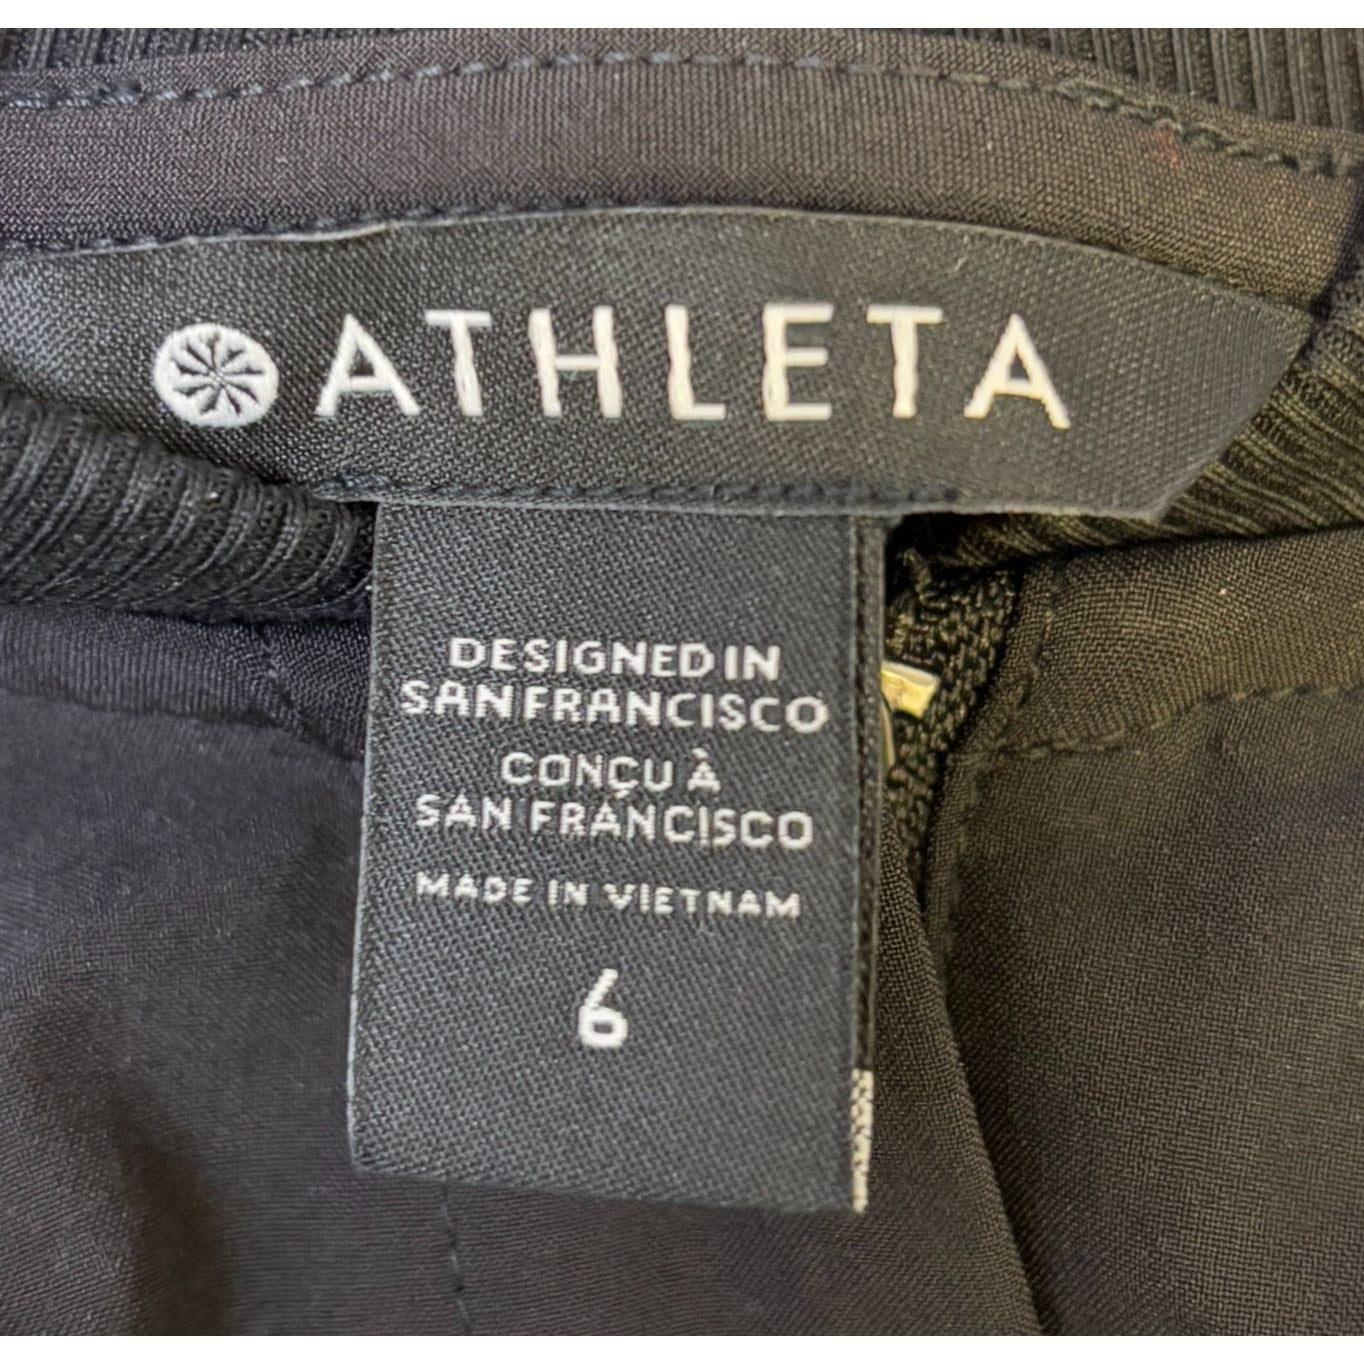 ATHLETA
DESIGNED IN
SAN FRANCISCO
CONÇU À
SAN FRANCISCO
MADE IN VIETNAM
6